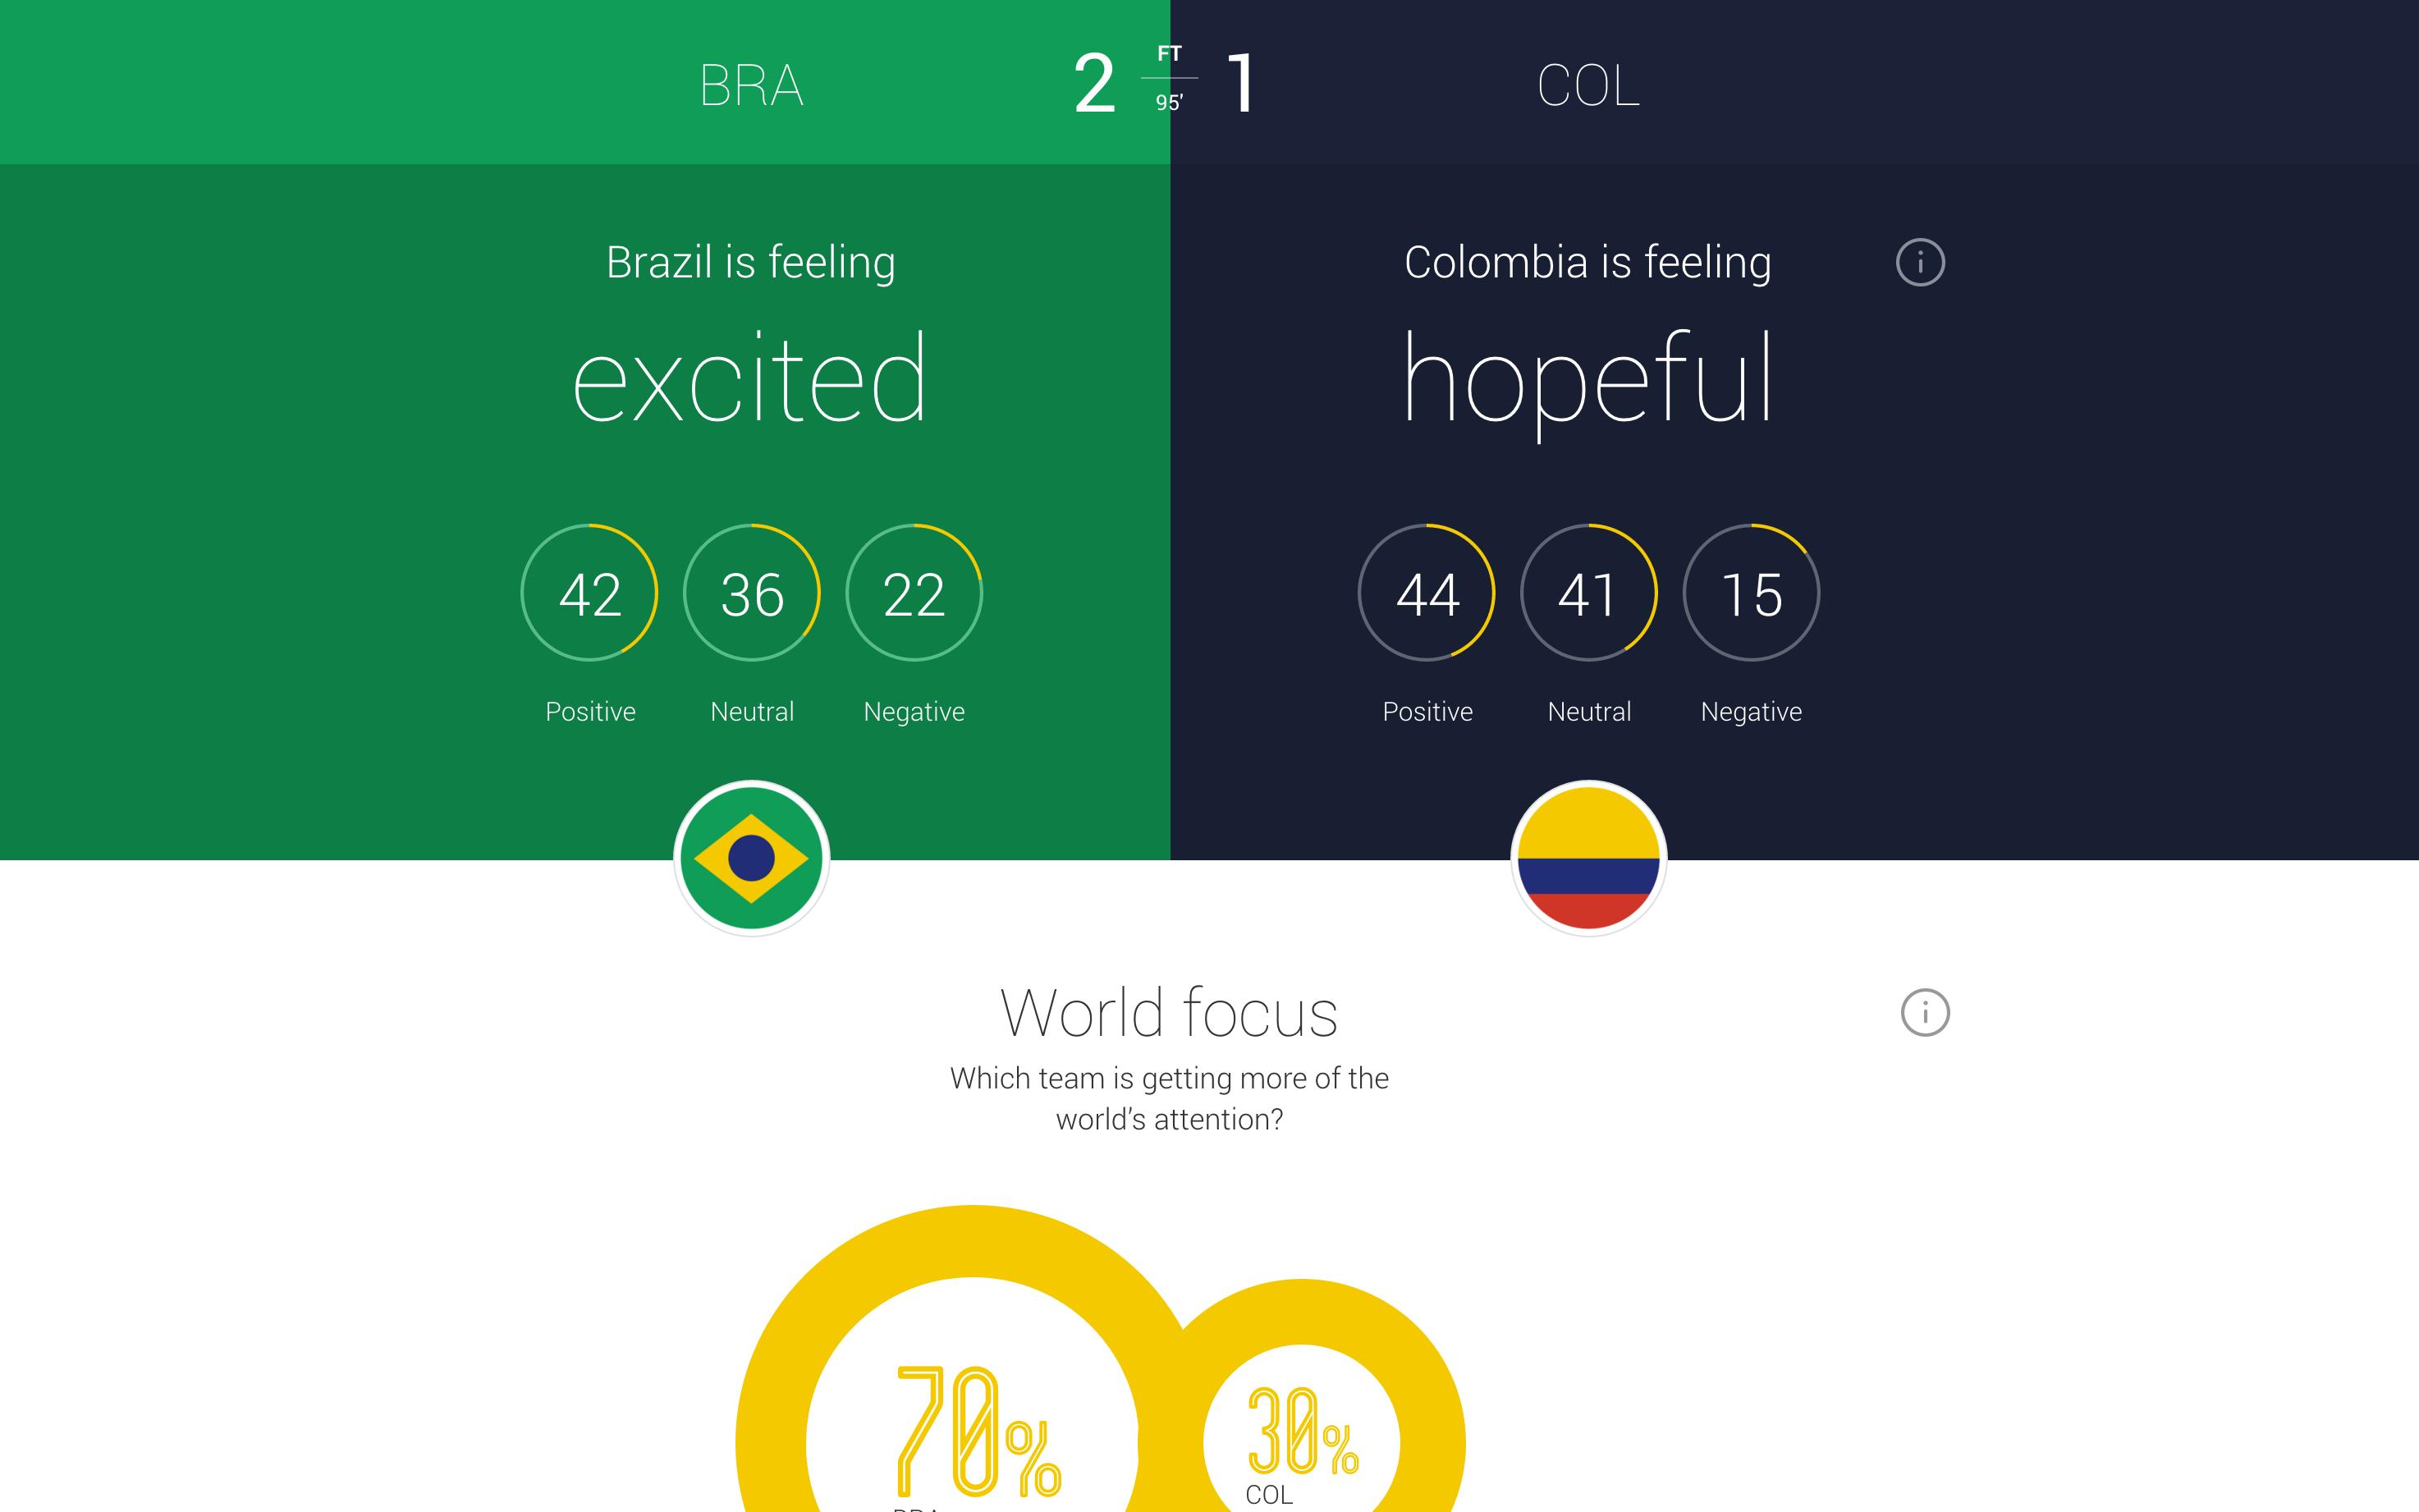 BRA
2
FT
95'
1
COL
Brazil is feeling
excited
Colombia is feeling
hopeful
42
36
22
Positive
Neutral
Negative
44
41
15
Positive
Neutral
Negative
World focus
Which team is getting more of the
world's attention?
70%
30%
COL